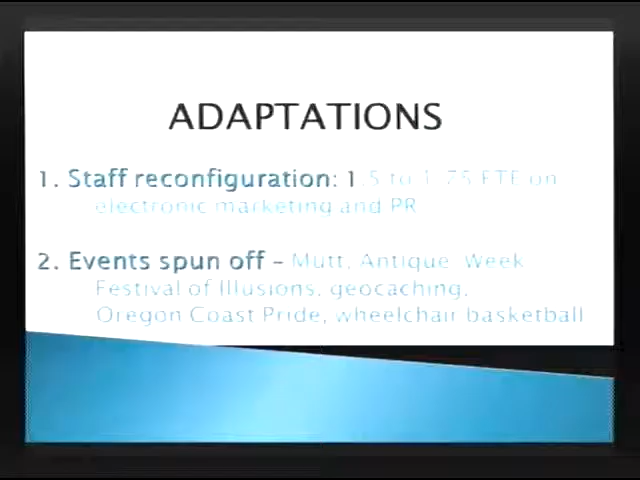 ADAPTATIONS
1. Staff reconfiguration: 1.5 to 1.75 FTE on
electronic marketing and PR
2. Events spun off – Mutt, Antique Week
Festival of Illusions, geocaching,
Oregon Coast Pride, wheelchair basketball